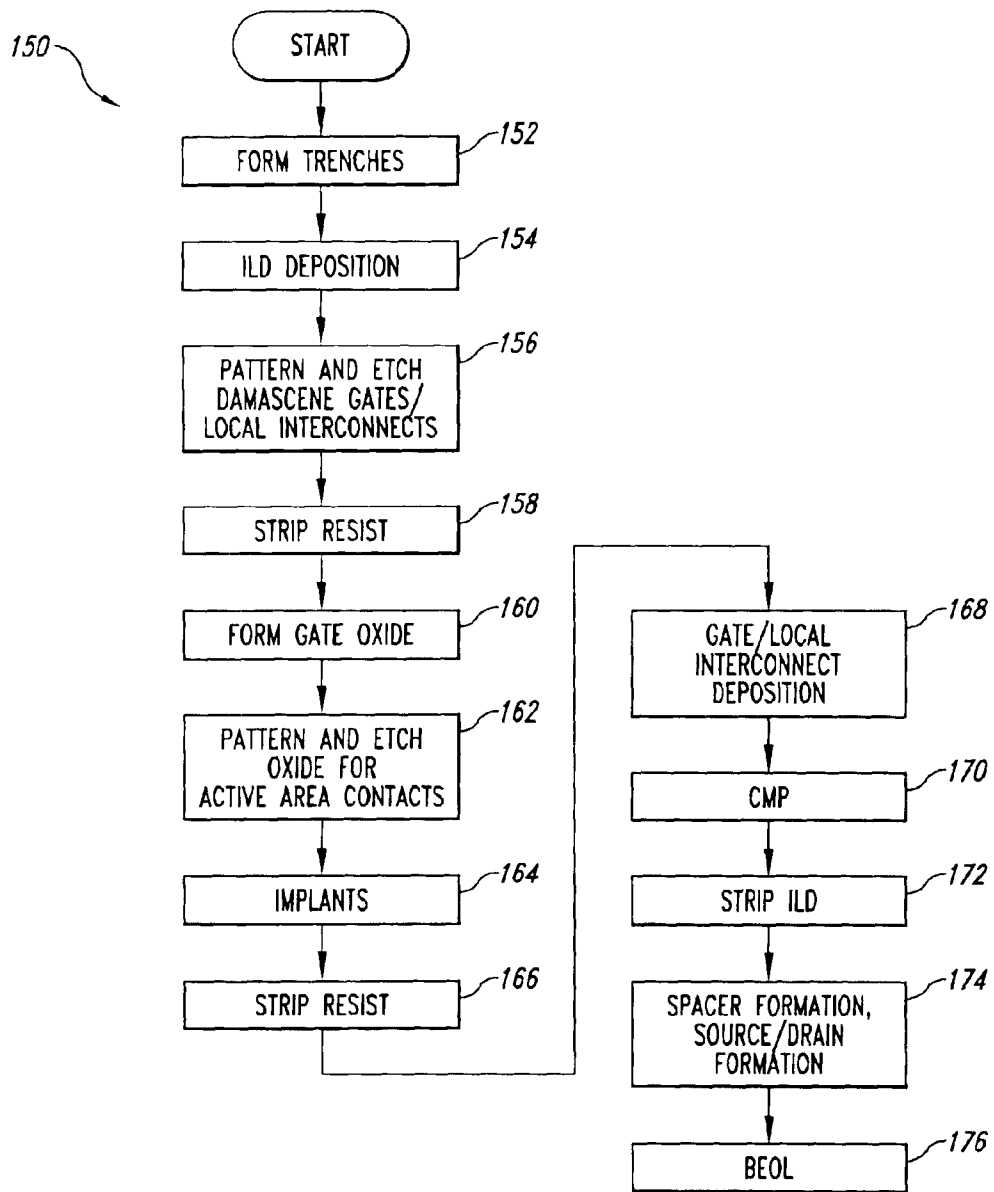 150
START
152
FORM TRENCHES
154
ILD DEPOSITION
156
PATTERN AND ETCH
DAMASCENE GATES/
LOCAL INTERCONNECTS
158
STRIP RESIST
160
FORM GATE OXIDE
162
PATTERN AND ETCH
OXIDE FOR
ACTIVE AREA CONTACTS
164
IMPLANTS
166
STRIP RESIST
168
GATE/LOCAL
INTERCONNECT
DEPOSITION
170
CMP
172
STRIP ILD
174
SPACER FORMATION,
SOURCE/DRAIN
FORMATION
176
BEOL